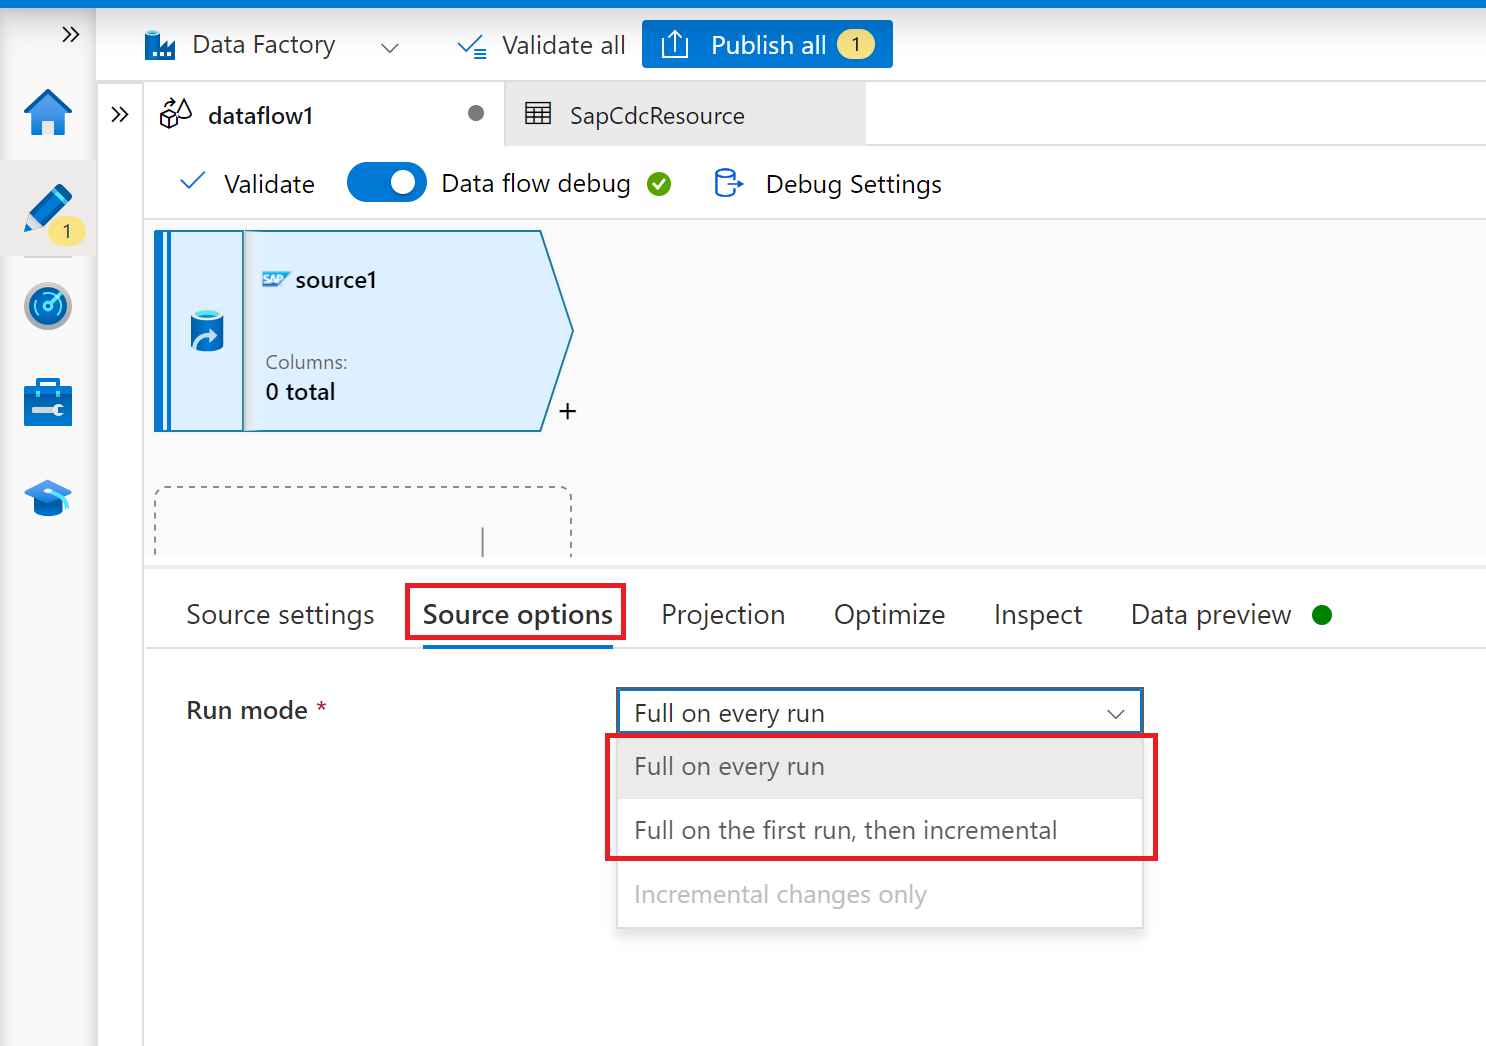 Data Factory
Validate all
Publish all 1
dataflow1
SapCdcResource
Validate
Data flow debug
Debug Settings
1
SAP source1
Columns:
0 total
Source settings
Source options
Projection
Optimize
Inspect
Data preview
Run mode *
Full on every run
Full on every run
Full on the first run, then incremental
Incremental changes only